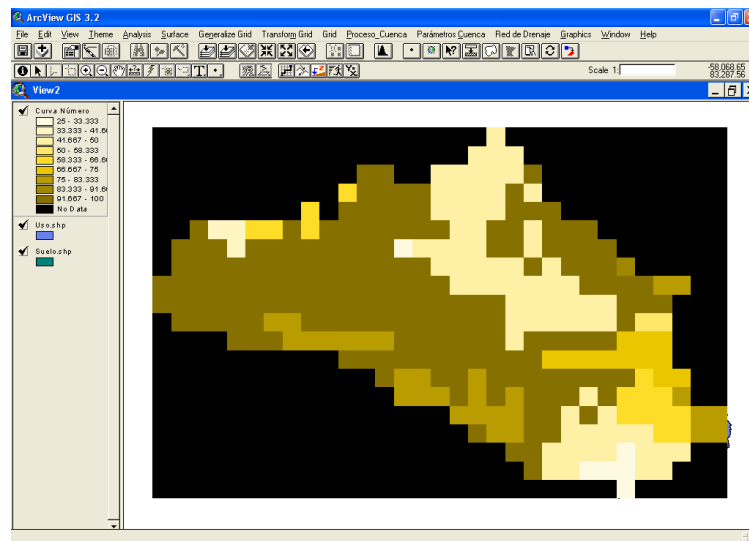 ArcView GIS 3.2
File Edit View Theme Analysis Surface Generalize Grid Transform Grid Grid Proceso_Cuenca Parámetros Cuenca Red de Drenaje Graphics Window Help
Scale 1:
-58.068.65
83,287.56
View2
Curva Número
25 - 33.333
33.333 - 41.6
41.667 - 50
50 - 58.333
58.333 - 66.6
66.667 - 75
75 - 83.333
83.333 - 91.6
91.667 - 100
No Data
Uso.shp
Suelo.shp